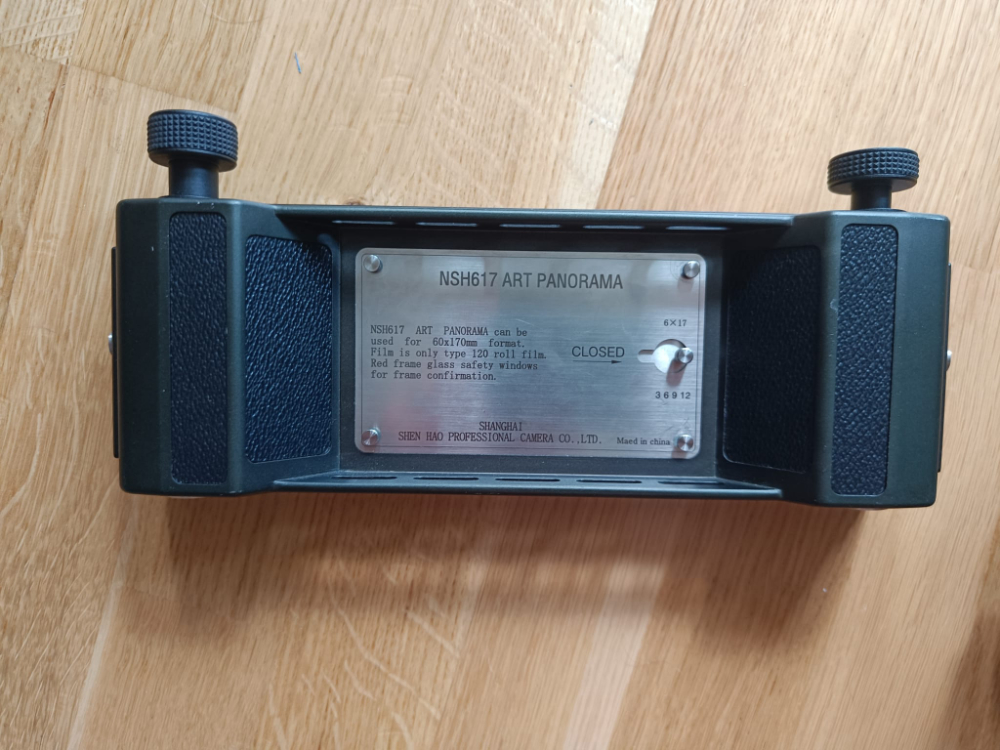 NSH617 ART PANORAMA
NSH617 ART PANORAMA can be
used for 60x170mm format.
Film is only type 120 roll film.
Red frame glass safety windows
for frame confirmation.
6×17
CLOSED
3 6 9 12
SHANGHAI
SHEN HAO PROFESSIONAL CAMERA CO.,LTD.
Maed in china